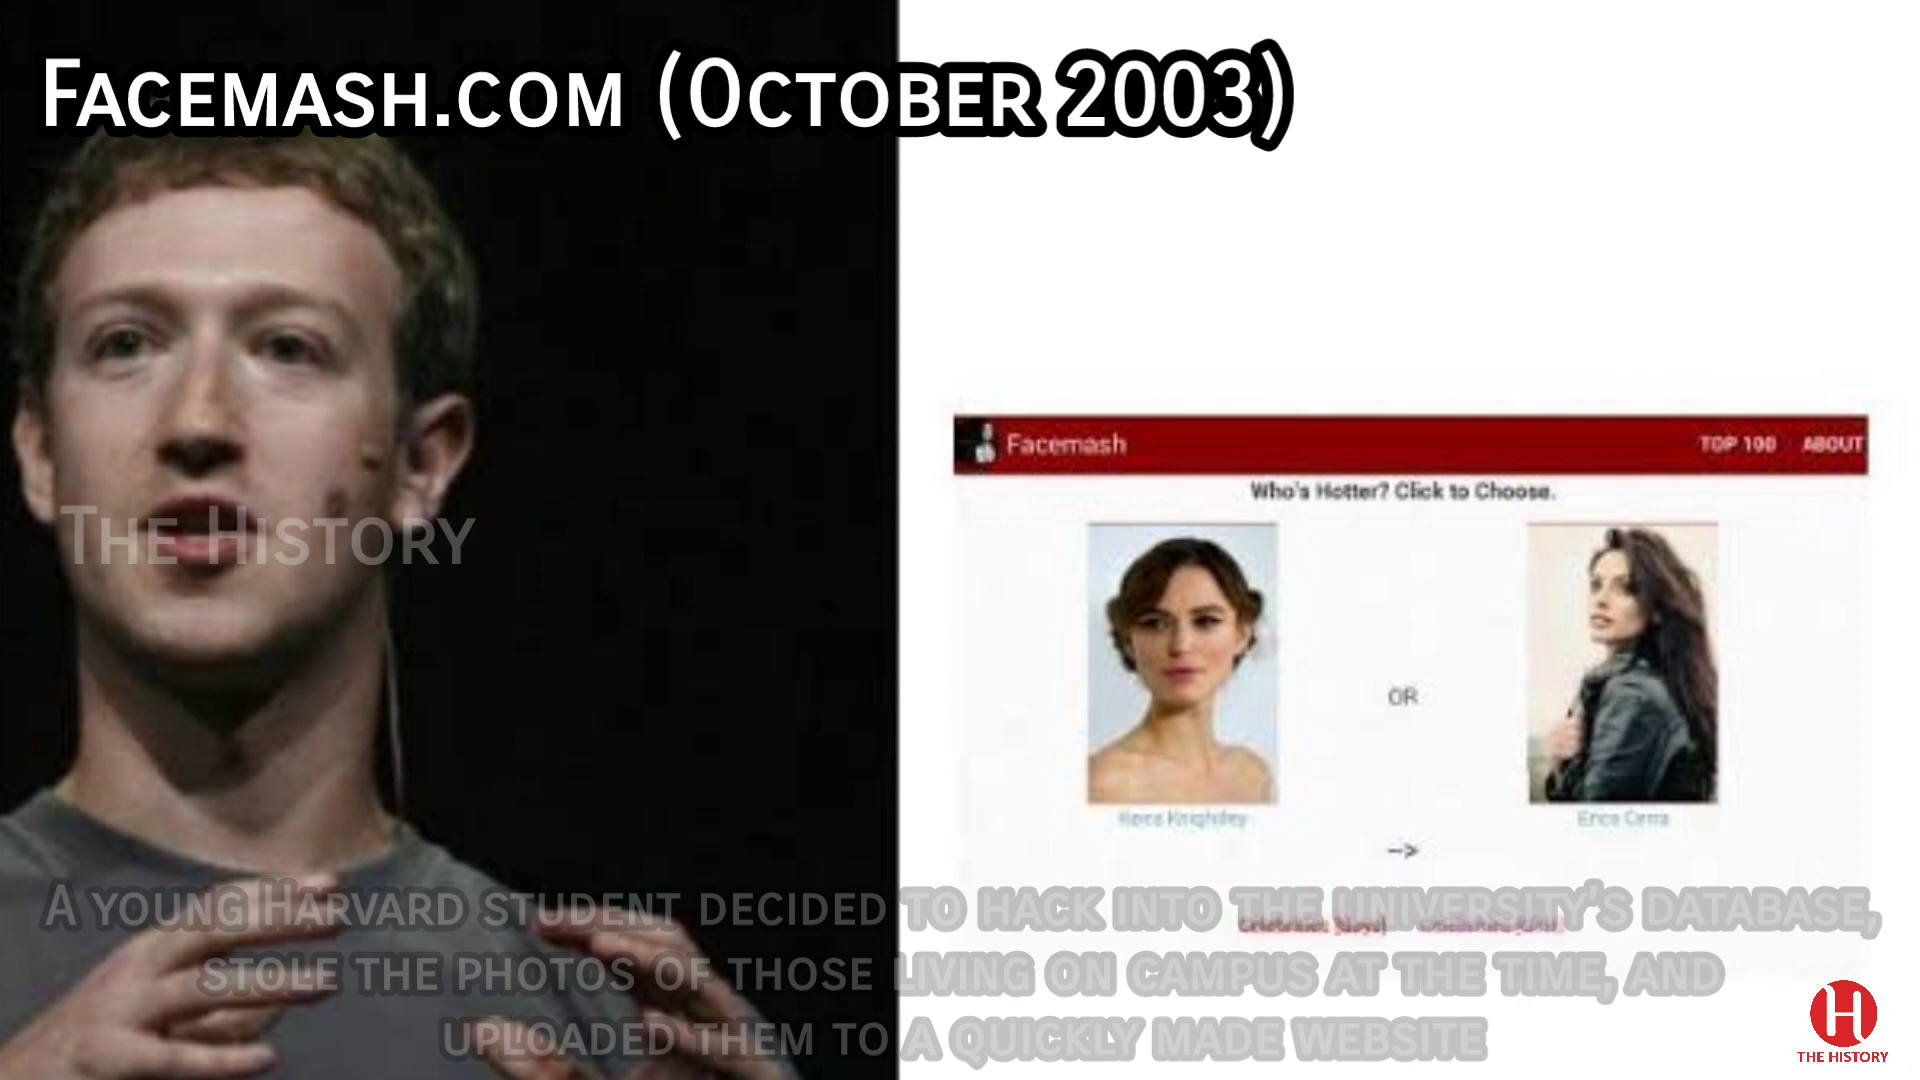 Facemash.com (October 2003)
Facemash
TOP 100 ABOUT
Who's Hotter? Click to Choose.
The History
OR
Keira Knightley
-->
A young Harvard student decided to hack into the university's database,
stole the photos of those living on campus at the time, and
uploaded them to a quickly made website
H
THE HISTORY